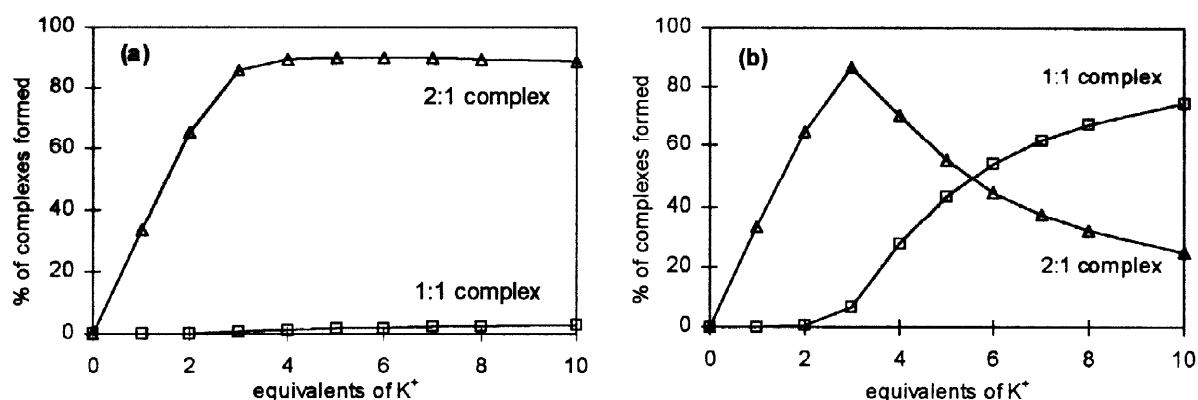 % of complexes formed
100
80
60
40
20
0
(a)
2:1 complex
1:1 complex
0 2 4 6 8 10
equivalents of K⁺
% of complexes formed
100
80
60
40
20
0
(b)
1:1 complex
2:1 complex
0 2 4 6 8 10
equivalents of K⁺